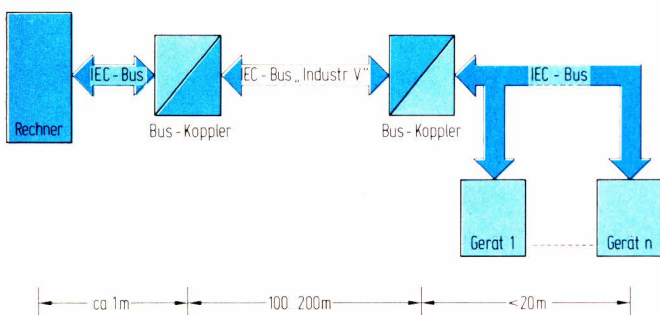 Rechner
IEC-Bus
Bus-Koppler
IEC-Bus „Industr V"
Bus-Koppler
IEC-Bus
Gerät 1
Gerät n
ca 1m
100 200m
<20m